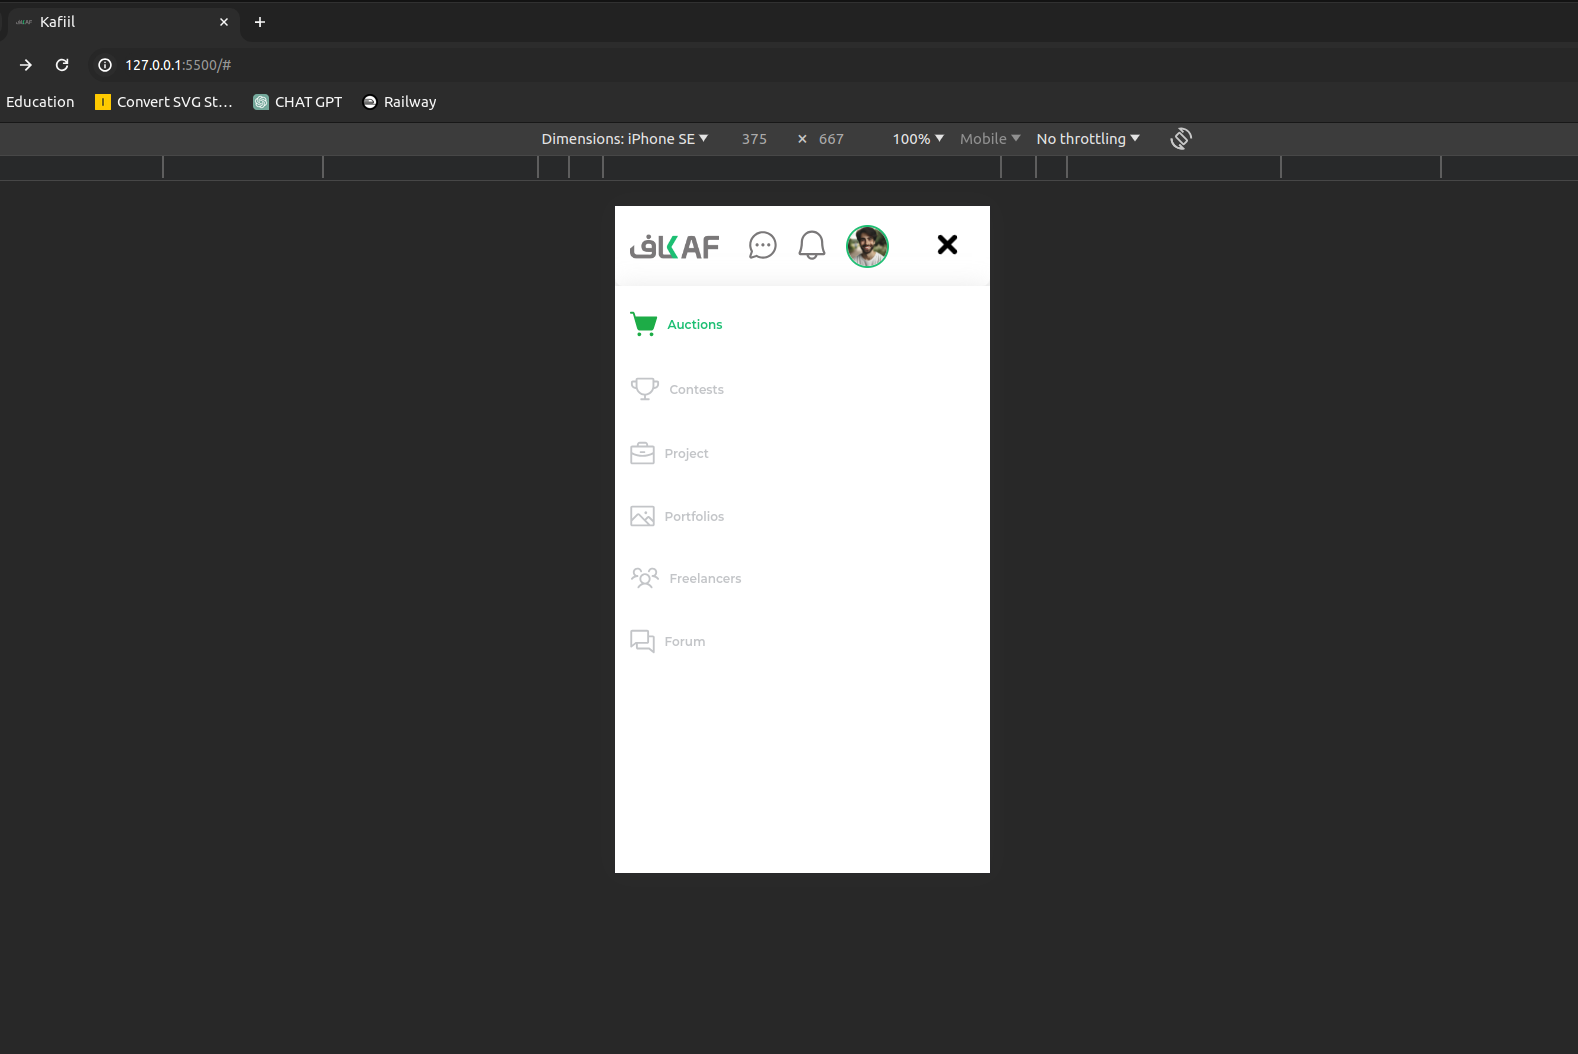 Kafiil
127.0.0.1:5500/#
Education Convert SVG St... CHAT GPT Railway
Dimensions: iPhone SE 375 × 667 100% Mobile No throttling
كافKAF
Auctions
Contests
Project
Portfolios
Freelancers
Forum